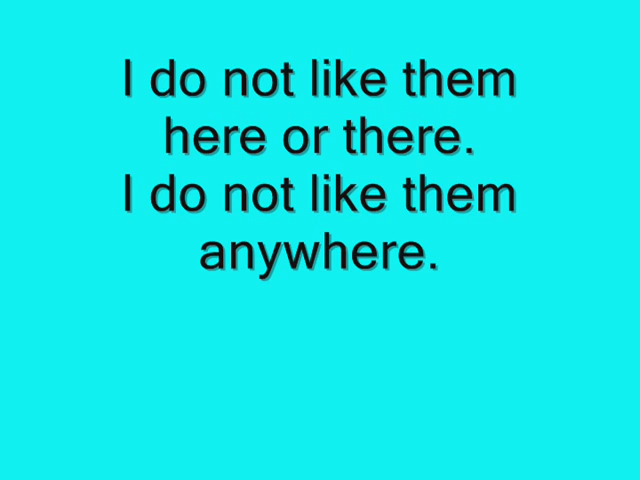 I do not like them
here or there.
I do not like them
anywhere.